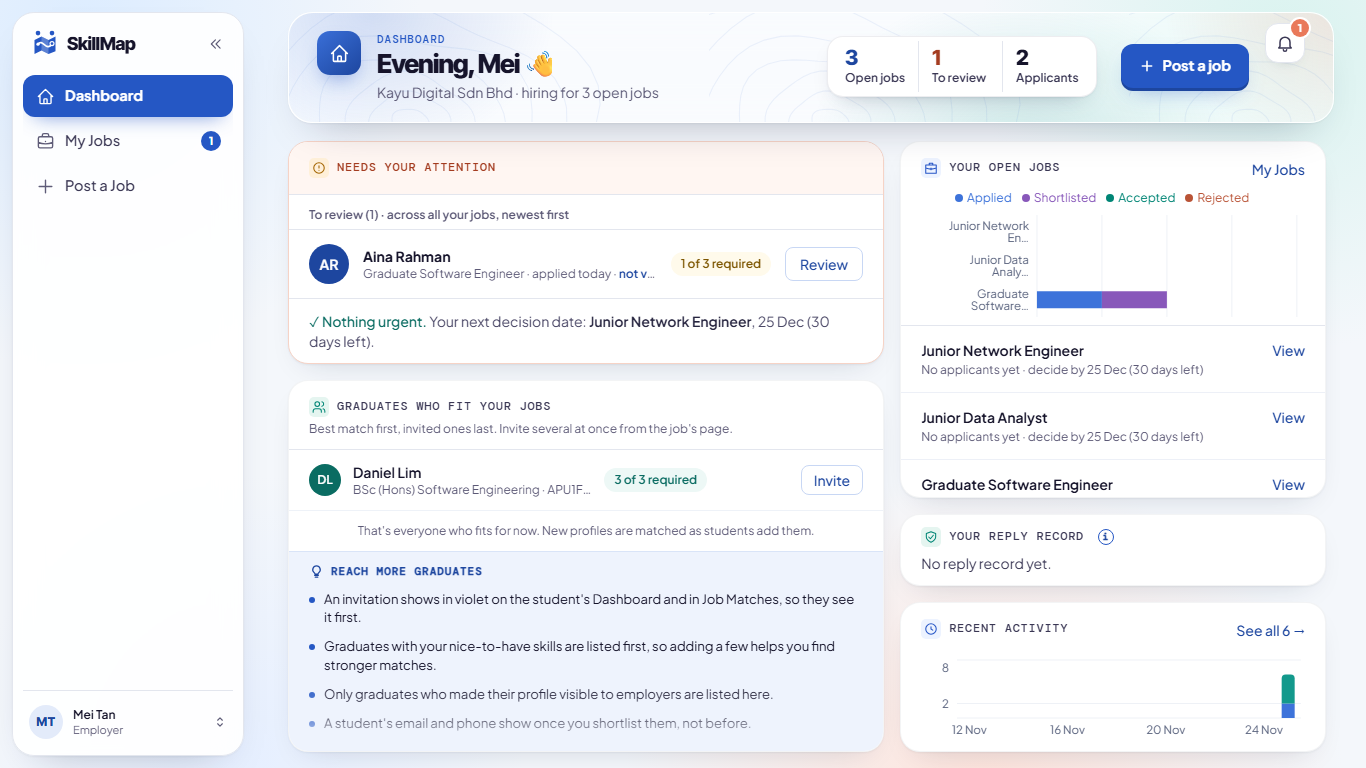 SkillMap
Dashboard
My Jobs
1
Post a Job
Mei Tan
Employer
MT
DASHBOARD
Evening, Mei 👋
Kayu Digital Sdn Bhd · hiring for 3 open jobs
3
Open jobs
1
To review
2
Applicants
+ Post a job
1
NEEDS YOUR ATTENTION
To review (1) · across all your jobs, newest first
AR
Aina Rahman
Graduate Software Engineer · applied today · not v...
1 of 3 required
Review
✓ Nothing urgent. Your next decision date: Junior Network Engineer, 25 Dec (30
days left).
GRADUATES WHO FIT YOUR JOBS
Best match first, invited ones last. Invite several at once from the job's page.
DL
Daniel Lim
BSc (Hons) Software Engineering · APU1F...
3 of 3 required
Invite
That's everyone who fits for now. New profiles are matched as students add them.
REACH MORE GRADUATES
An invitation shows in violet on the student's Dashboard and in Job Matches, so they see
it first.
Graduates with your nice-to-have skills are listed first, so adding a few helps you find
stronger matches.
Only graduates who made their profile visible to employers are listed here.
A student's email and phone show once you shortlist them, not before.
YOUR OPEN JOBS
My Jobs
Applied Shortlisted Accepted Rejected
Junior Network
En...
Junior Data
Analy...
Graduate
Software...
Junior Network Engineer
View
No applicants yet · decide by 25 Dec (30 days left)
Junior Data Analyst
View
No applicants yet · decide by 25 Dec (30 days left)
Graduate Software Engineer
View
YOUR REPLY RECORD
i
No reply record yet.
RECENT ACTIVITY
See all 6 →
8
2
12 Nov 16 Nov 20 Nov 24 Nov